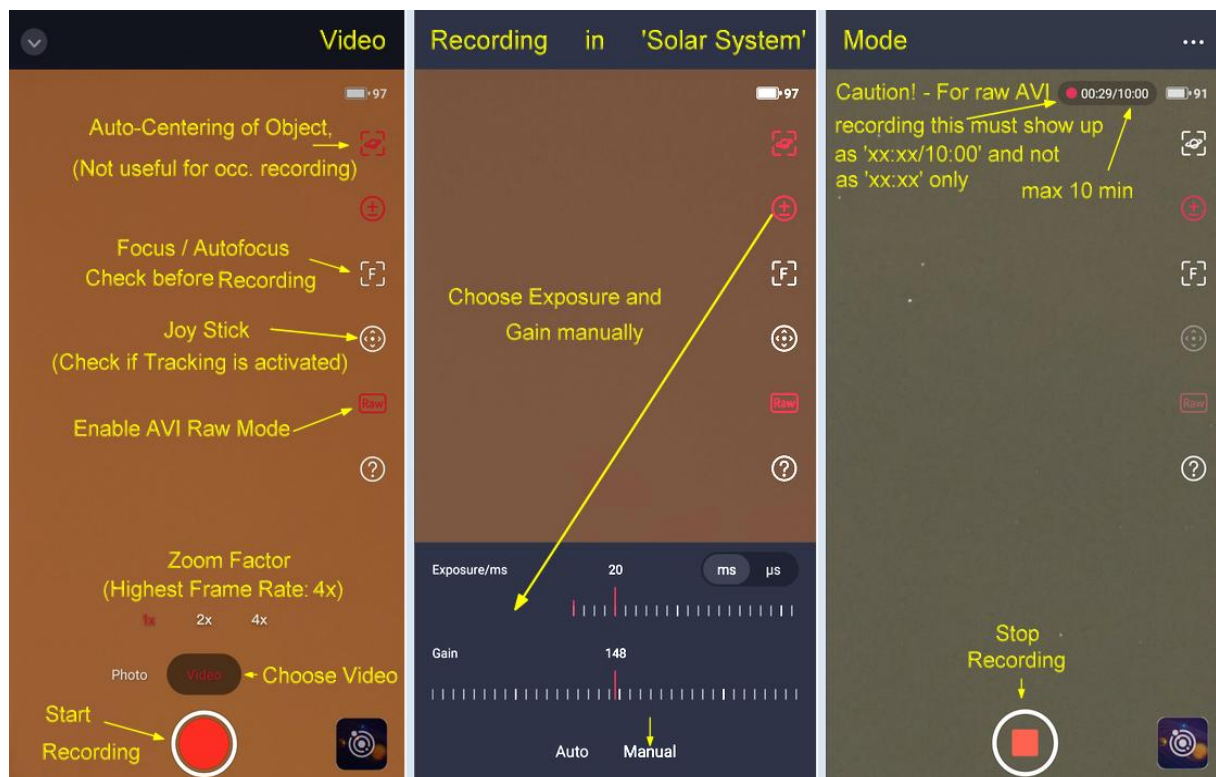 Video
97
Auto-Centering of Object,
(Not useful for occ. recording)
Focus / Autofocus
Check before Recording
F
Joy Stick
(Check if Tracking is activated)
Raw
Enable AVI Raw Mode
?
Zoom Factor
(Highest Frame Rate: 4x)
1x 2x 4x
Photo Video Choose Video
Start
Recording
Recording in 'Solar System'
97
F
Choose Exposure and
Gain manually
Raw
?
Exposure/ms 20 ms µs
Gain 148
Auto Manual
Mode
...
Caution! - For raw AVI 00:29/10:00 91
recording this must show up
as 'xx:xx/10:00' and not
as 'xx:xx' only
max 10 min
F
Raw
?
Stop
Recording